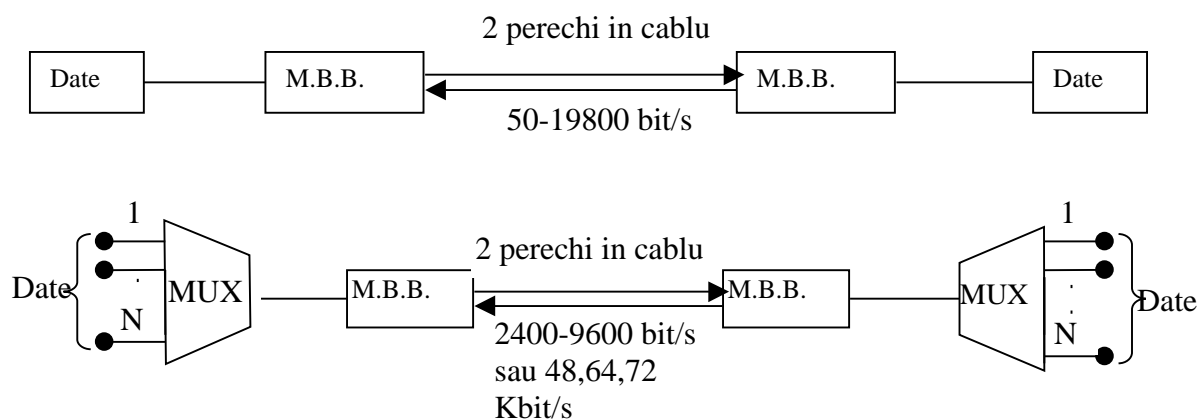 2 perechi in cablu
Date
M.B.B.
M.B.B.
Date
50-19800 bit/s
1
1
2 perechi in cablu
Date
MUX
M.B.B.
M.B.B.
MUX
Date
N
N
2400-9600 bit/s
sau 48,64,72
Kbit/s